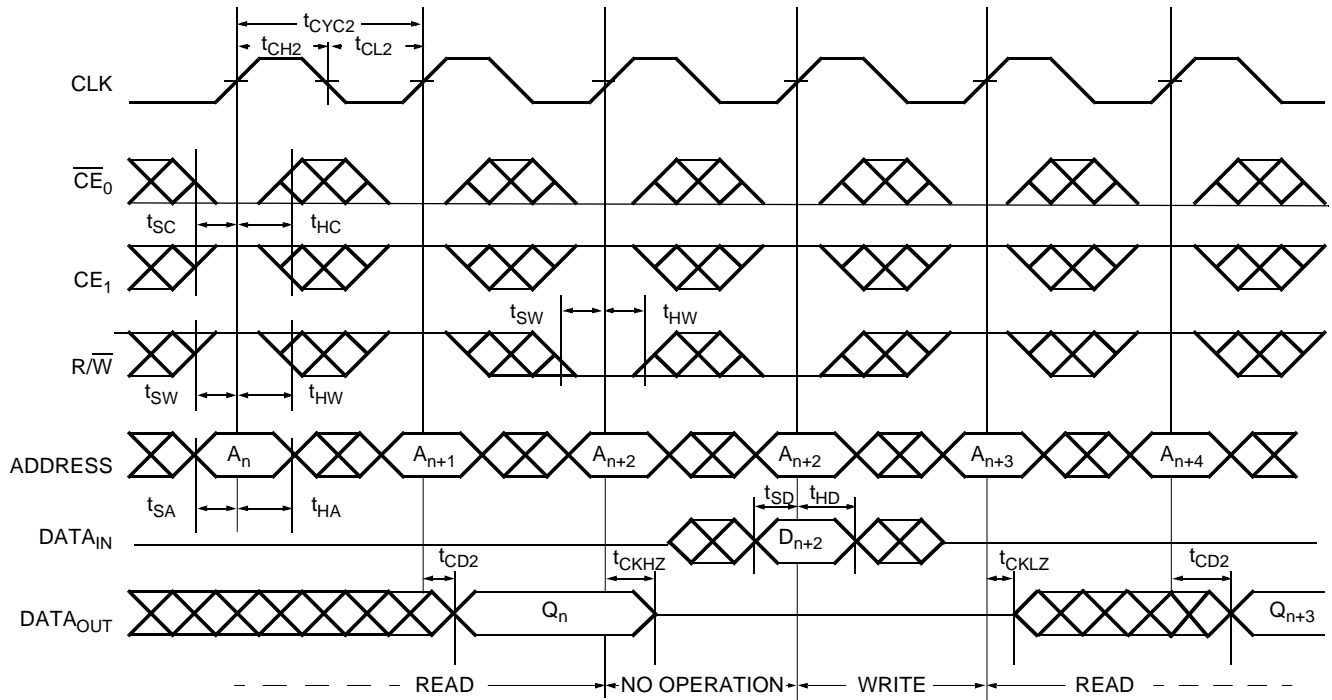 tCYC2
tCH2 tCL2
CLK
CE0
tSC tHC
CE1
tSW tHW
R/W
tSW tHW
ADDRESS An An+1 An+2 An+2 An+3 An+4
tSA tHA tSD tHD
DATAIN Dn+2
tCD2 tCKHZ tCKLZ tCD2
DATAOUT Qn Qn+3
READ NO OPERATION WRITE READ